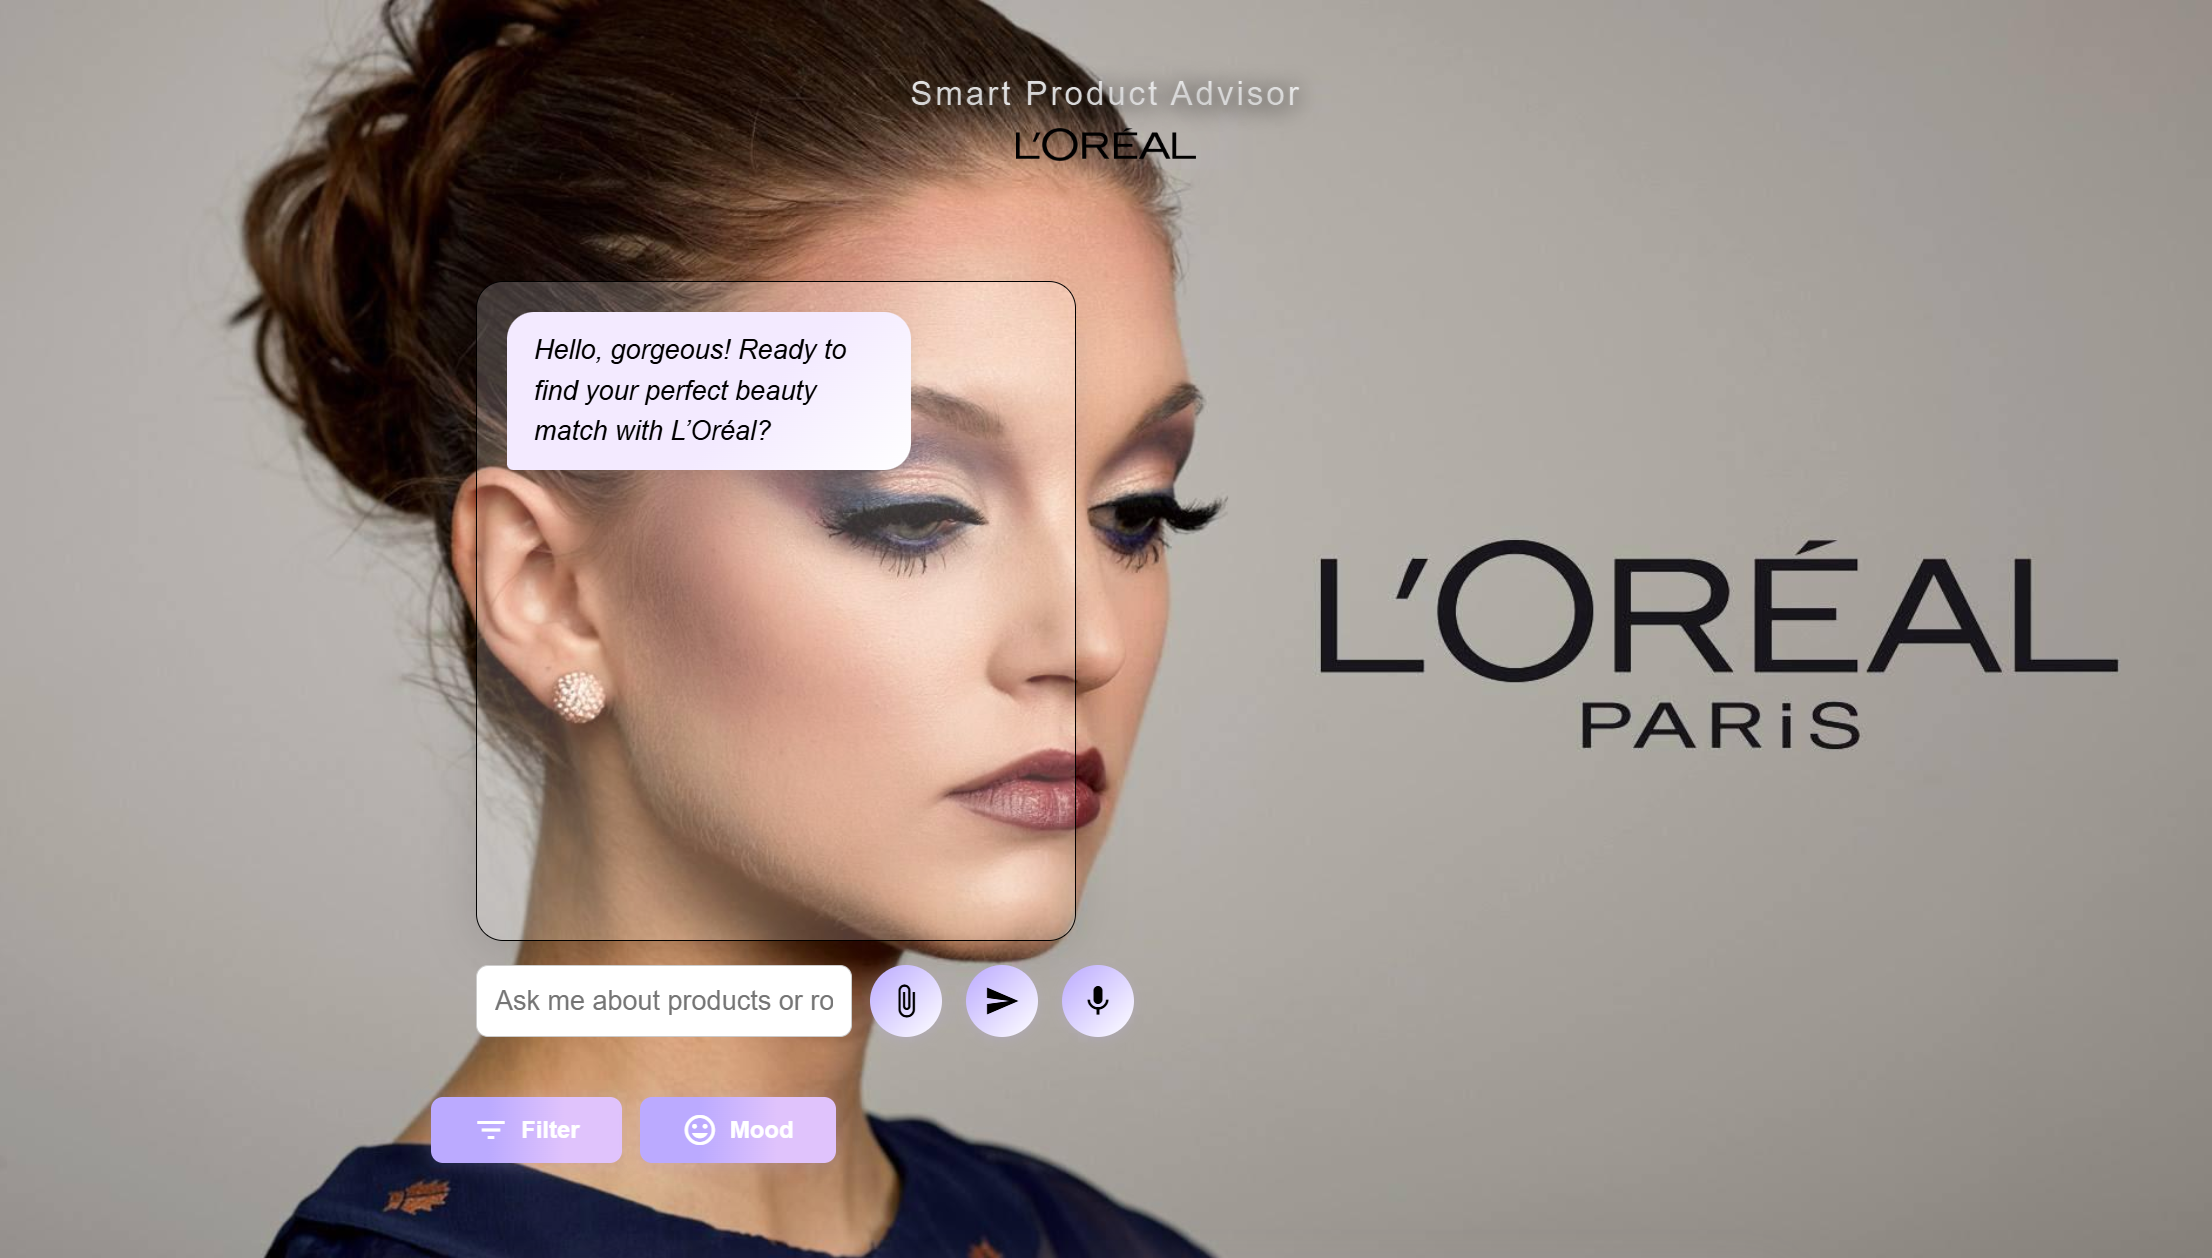 Smart Product Advisor
L'ORÉAL
Hello, gorgeous! Ready to
find your perfect beauty
match with L’Oréal?
L'ORÉAL
PARiS
Ask me about products or ro
Filter
Mood